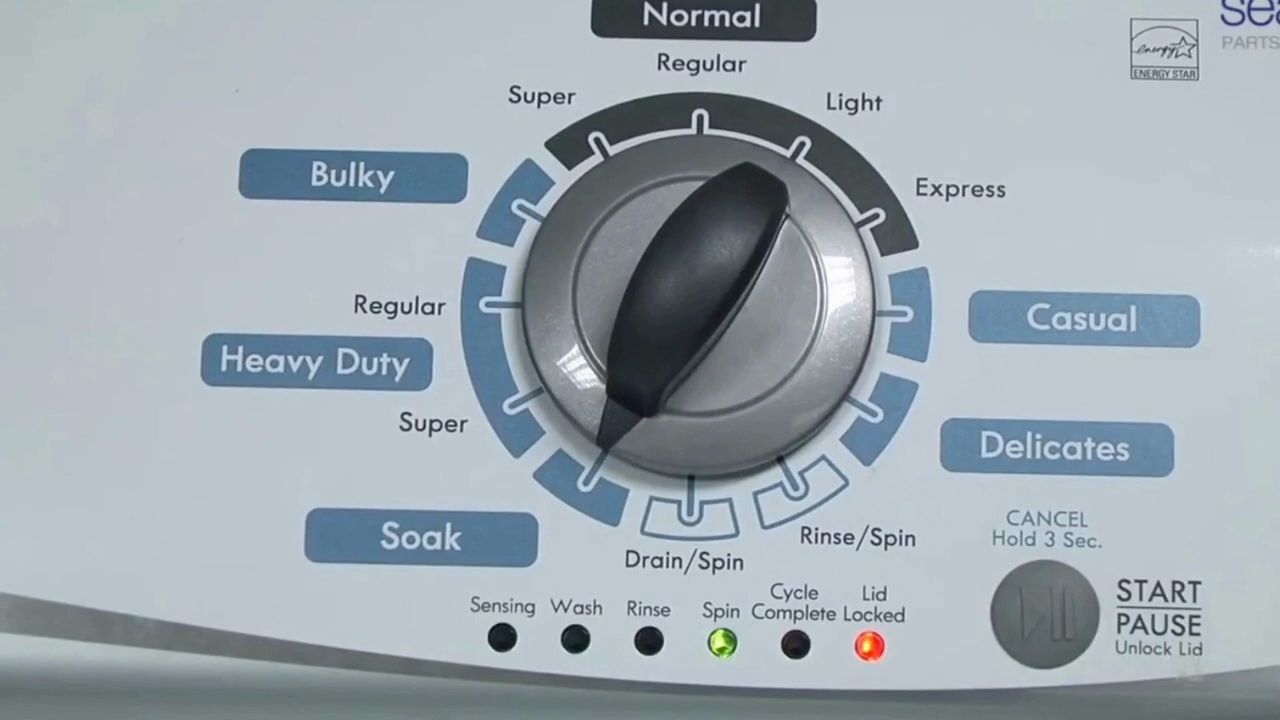 Normal
Regular
Super
Light
Bulky
Express
Regular
Heavy Duty
Super
Casual
Delicates
Soak
Drain/Spin
Rinse/Spin
CANCEL
Hold 3 Sec.
Sensing
Wash
Rinse
Spin
Cycle
Complete
Lid
Locked
START
PAUSE
Unlock Lid
energy
ENERGY STAR
PARTS